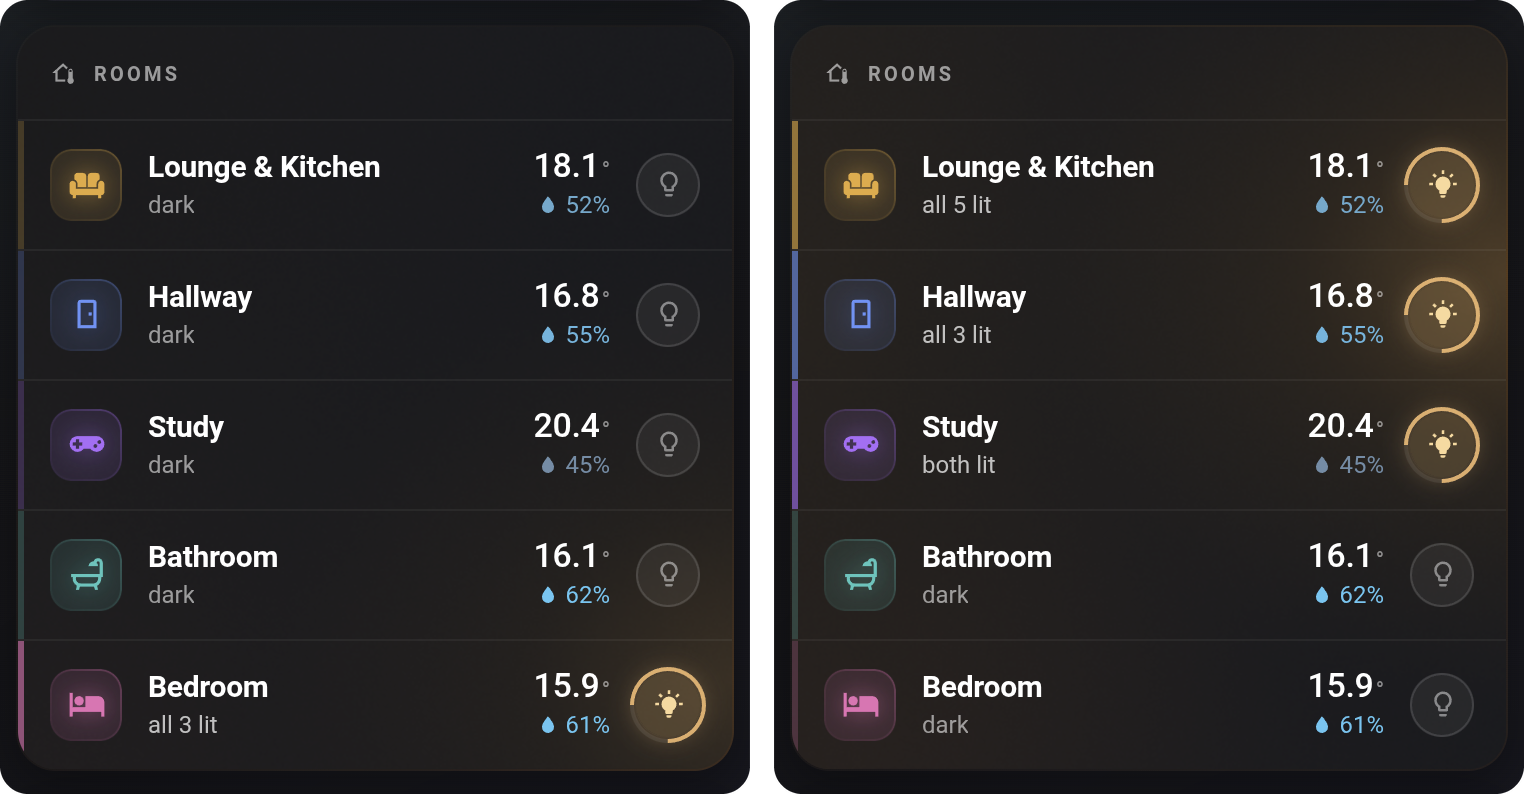 ROOMS
Lounge & Kitchen
dark
18.1°
52%
Hallway
dark
16.8°
55%
Study
dark
20.4°
45%
Bathroom
dark
16.1°
62%
Bedroom
all 3 lit
15.9°
61%
ROOMS
Lounge & Kitchen
all 5 lit
18.1°
52%
Hallway
all 3 lit
16.8°
55%
Study
both lit
20.4°
45%
Bathroom
dark
16.1°
62%
Bedroom
dark
15.9°
61%